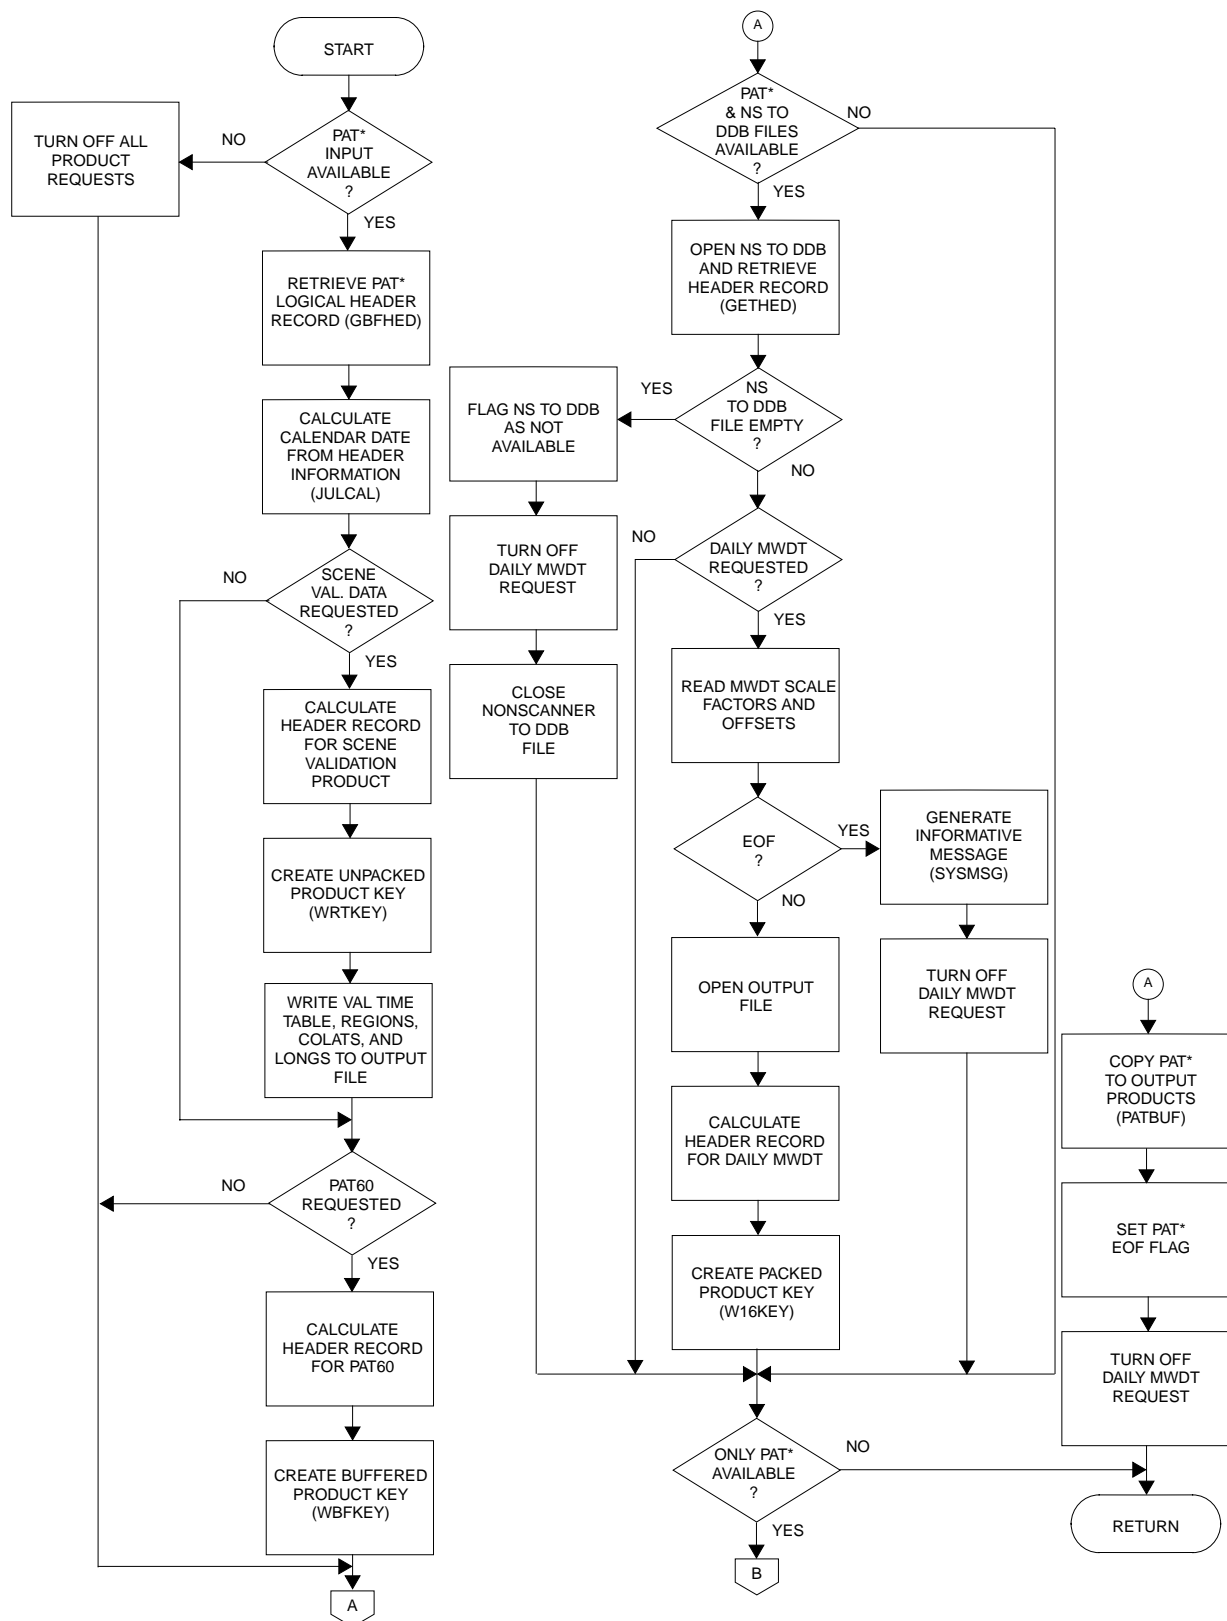 START
PAT*
INPUT
AVAILABLE
?
NO
YES
TURN OFF ALL
PRODUCT
REQUESTS
RETRIEVE PAT*
LOGICAL HEADER
RECORD (GBFHED)
CALCULATE
CALENDAR DATE
FROM HEADER
INFORMATION
(JULCAL)
SCENE
VAL. DATA
REQUESTED
?
NO
YES
CALCULATE
HEADER RECORD
FOR SCENE
VALIDATION
PRODUCT
CREATE UNPACKED
PRODUCT KEY
(WRTKEY)
WRITE VAL TIME
TABLE, REGIONS,
COLATS, AND
LONGS TO OUTPUT
FILE
PAT60
REQUESTED
?
NO
YES
CALCULATE
HEADER RECORD
FOR PAT60
CREATE BUFFERED
PRODUCT KEY
(WBFKEY)
A
A
PAT*
& NS TO
DDB FILES
AVAILABLE
?
NO
YES
OPEN NS TO DDB
AND RETRIEVE
HEADER RECORD
(GETHED)
NS
TO DDB
FILE EMPTY
?
YES
NO
FLAG NS TO DDB
AS NOT
AVAILABLE
TURN OFF
DAILY MWDT
REQUEST
CLOSE
NONSCANNER
TO DDB
FILE
DAILY MWDT
REQUESTED
?
NO
YES
READ MWDT SCALE
FACTORS AND
OFFSETS
EOF
?
YES
NO
GENERATE
INFORMATIVE
MESSAGE
(SYSMSG)
TURN OFF
DAILY MWDT
REQUEST
OPEN OUTPUT
FILE
CALCULATE
HEADER RECORD
FOR DAILY MWDT
CREATE PACKED
PRODUCT KEY
(W16KEY)
ONLY PAT*
AVAILABLE
?
NO
YES
B
A
COPY PAT*
TO OUTPUT
PRODUCTS
(PATBUF)
SET PAT*
EOF FLAG
TURN OFF
DAILY MWDT
REQUEST
RETURN